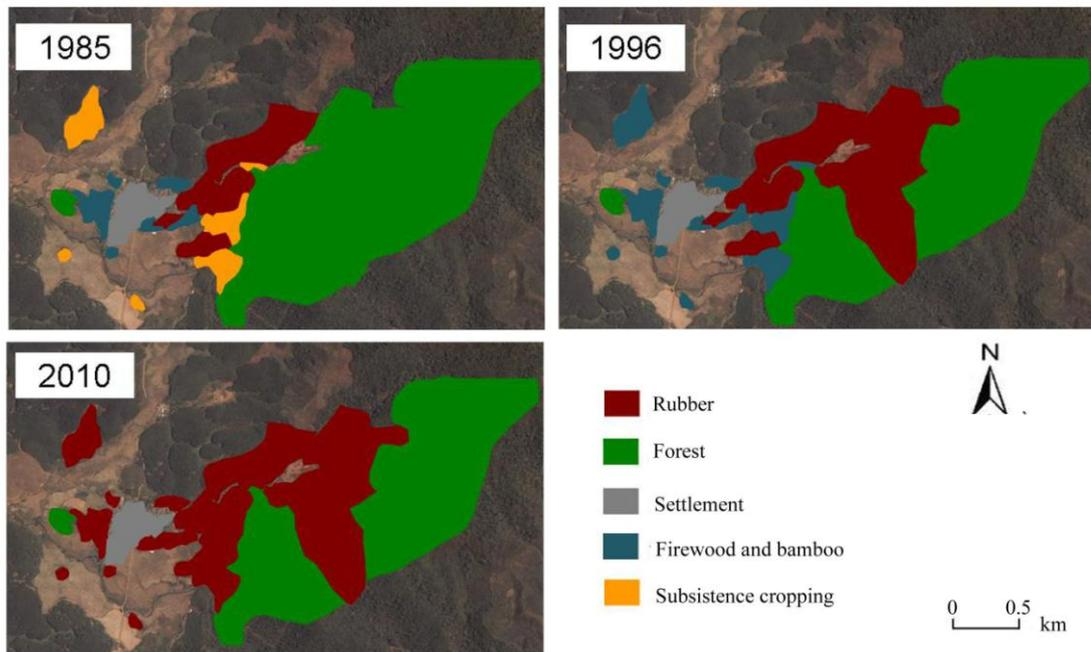 1985
1996
2010
N
Rubber
Forest
Settlement
Firewood and bamboo
Subsistence cropping
0 0.5
km